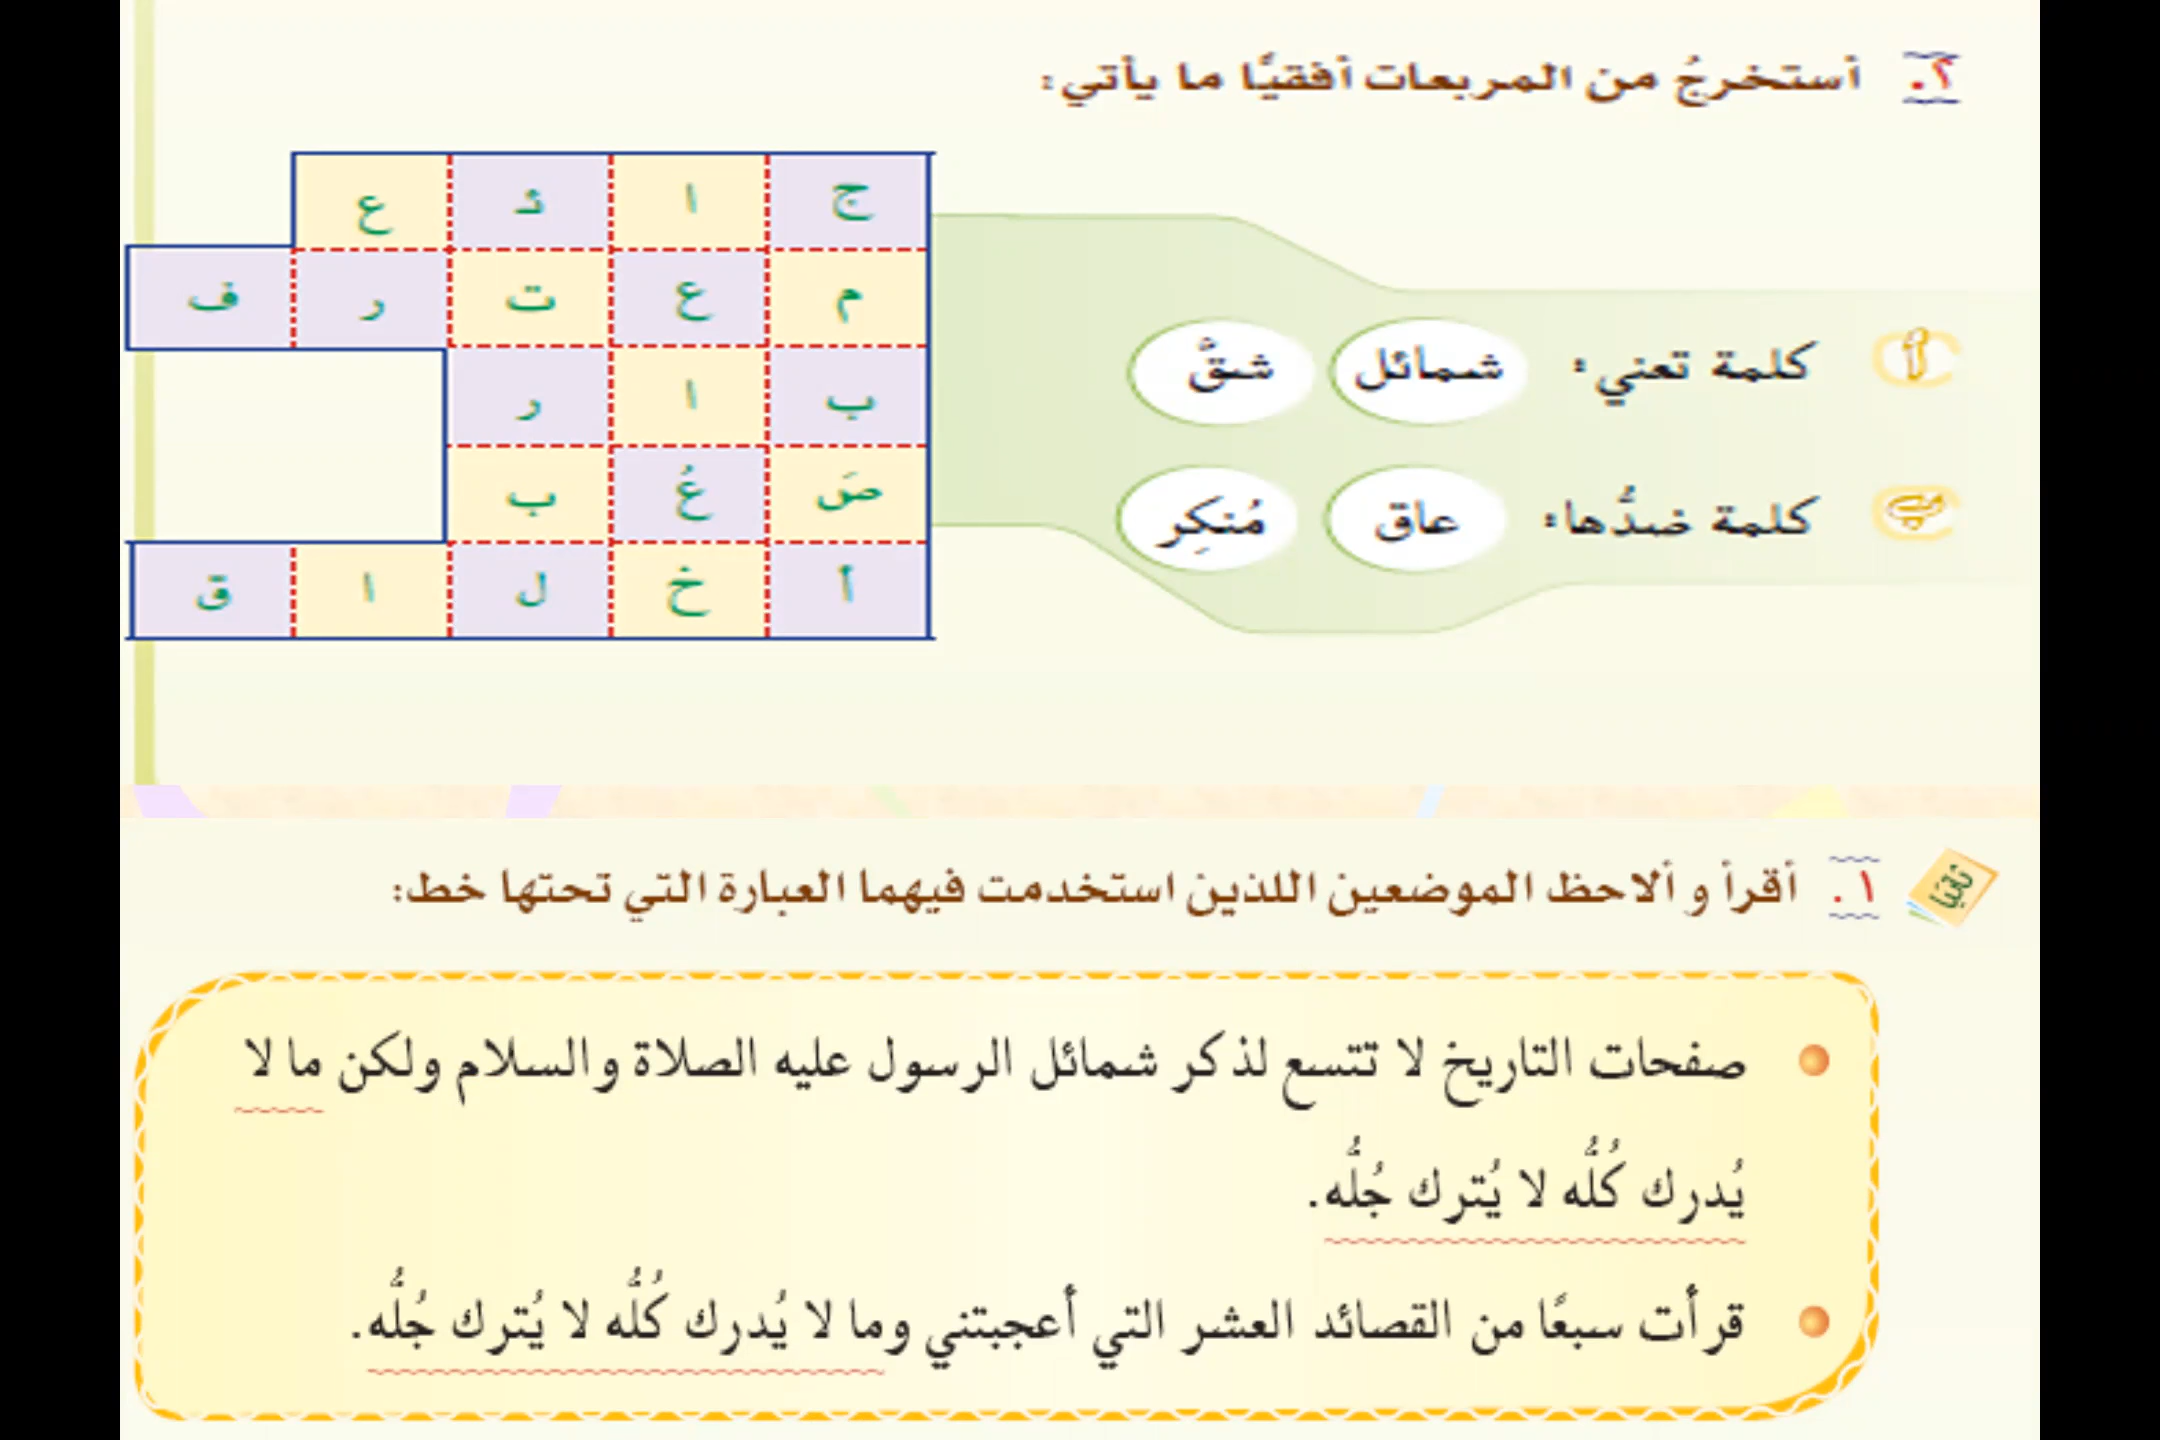 ٢. أستخرجُ من المربعات أفقيًّا ما يأتي:
أ كلمة تعني: شمائل شقَّ
ب كلمة ضدُّها: عاق مُنكِر
ج ا ئـ ع
م ع ت ر ف
ب ا ر
صَ عُ ب
أ خ ل ا ق
ثانيًا ١. أقرأ و ألاحظ الموضعين اللذين استخدمت فيهما العبارة التي تحتها خط:
صفحات التاريخ لا تتسع لذكر شمائل الرسول عليه الصلاة والسلام ولكن ما لا
يُدرك كُلُّه لا يُترك جُلُّه.
قرأت سبعًا من القصائد العشر التي أعجبتني وما لا يُدرك كُلُّه لا يُترك جُلُّه.